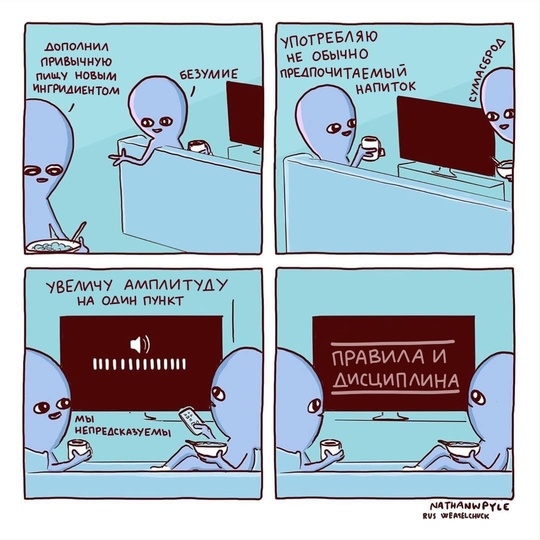 ДОПОЛНИЛ
ПРИВЫЧНУЮ
ПИЩУ НОВЫМ
ИНГРИДИЕНТОМ
БЕЗУМИЕ
УПОТРЕБЛЯЮ
НЕ ОБЫЧНО
ПРЕДПОЧИТАЕМЫЙ
НАПИТОК
СУМАСБРОД
УВЕЛИЧУ АМПЛИТУДУ
НА ОДИН ПУНКТ
МЫ
НЕПРЕДСКАЗУЕМЫ
ПРАВИЛА И
ДИСЦИПЛИНА
NATHANWPYLE
RUS WEASELCHUCK